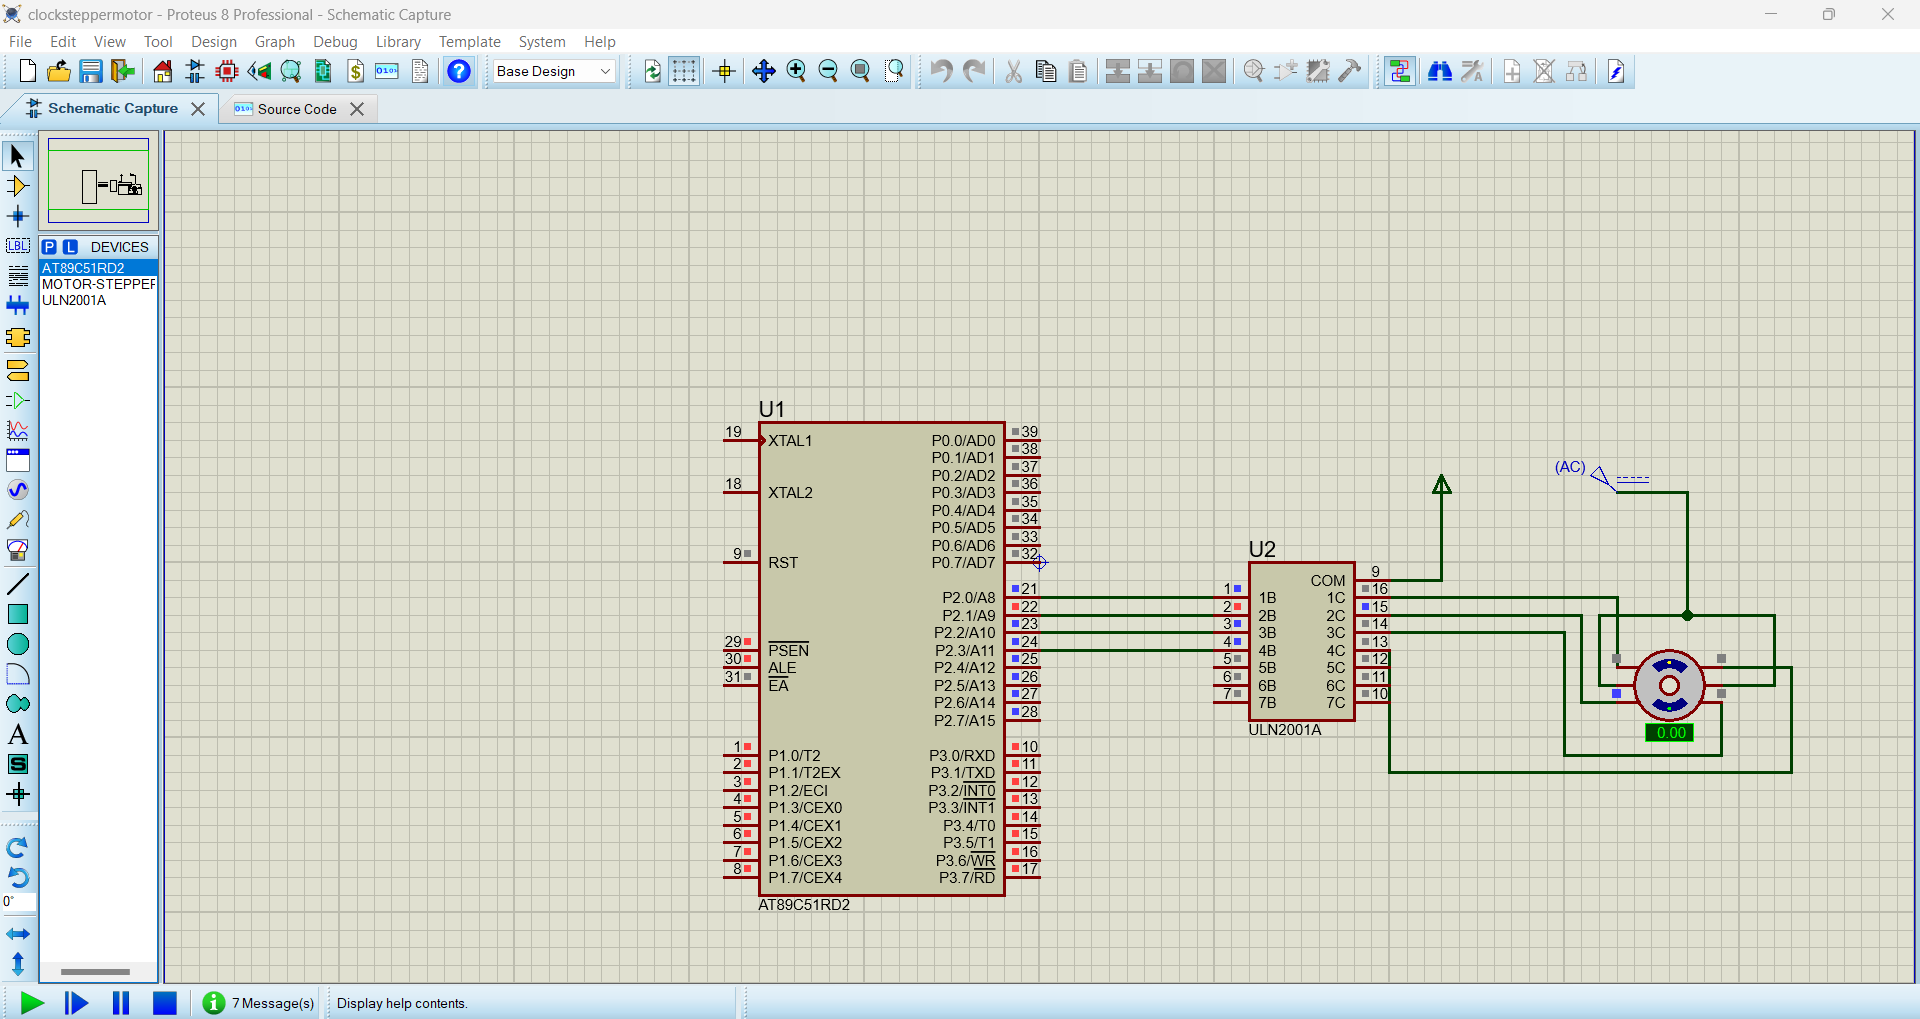 clocksteppermotor - Proteus 8 Professional - Schematic Capture
File Edit View Tool Design Graph Debug Library Template System Help
Base Design
Schematic Capture
Source Code
P L DEVICES
AT89C51RD2
MOTOR-STEPPER
ULN2001A
LBL
A
S
0°
U1
19 XTAL1
18 XTAL2
9 RST
29 PSEN
30 ALE
31 EA
1 P1.0/T2
2 P1.1/T2EX
3 P1.2/ECI
4 P1.3/CEX0
5 P1.4/CEX1
6 P1.5/CEX2
7 P1.6/CEX3
8 P1.7/CEX4
P0.0/AD0 39
P0.1/AD1 38
P0.2/AD2 37
P0.3/AD3 36
P0.4/AD4 35
P0.5/AD5 34
P0.6/AD6 33
P0.7/AD7 32
P2.0/A8 21
P2.1/A9 22
P2.2/A10 23
P2.3/A11 24
P2.4/A12 25
P2.5/A13 26
P2.6/A14 27
P2.7/A15 28
P3.0/RXD 10
P3.1/TXD 11
P3.2/INT0 12
P3.3/INT1 13
P3.4/T0 14
P3.5/T1 15
P3.6/WR 16
P3.7/RD 17
AT89C51RD2
U2
COM 9
1 1B 1C 16
2 2B 2C 15
3 3B 3C 14
4 4B 4C 13
5 5B 5C 12
6 6B 6C 11
7 7B 7C 10
ULN2001A
(AC)
0.00
7 Message(s)
Display help contents.